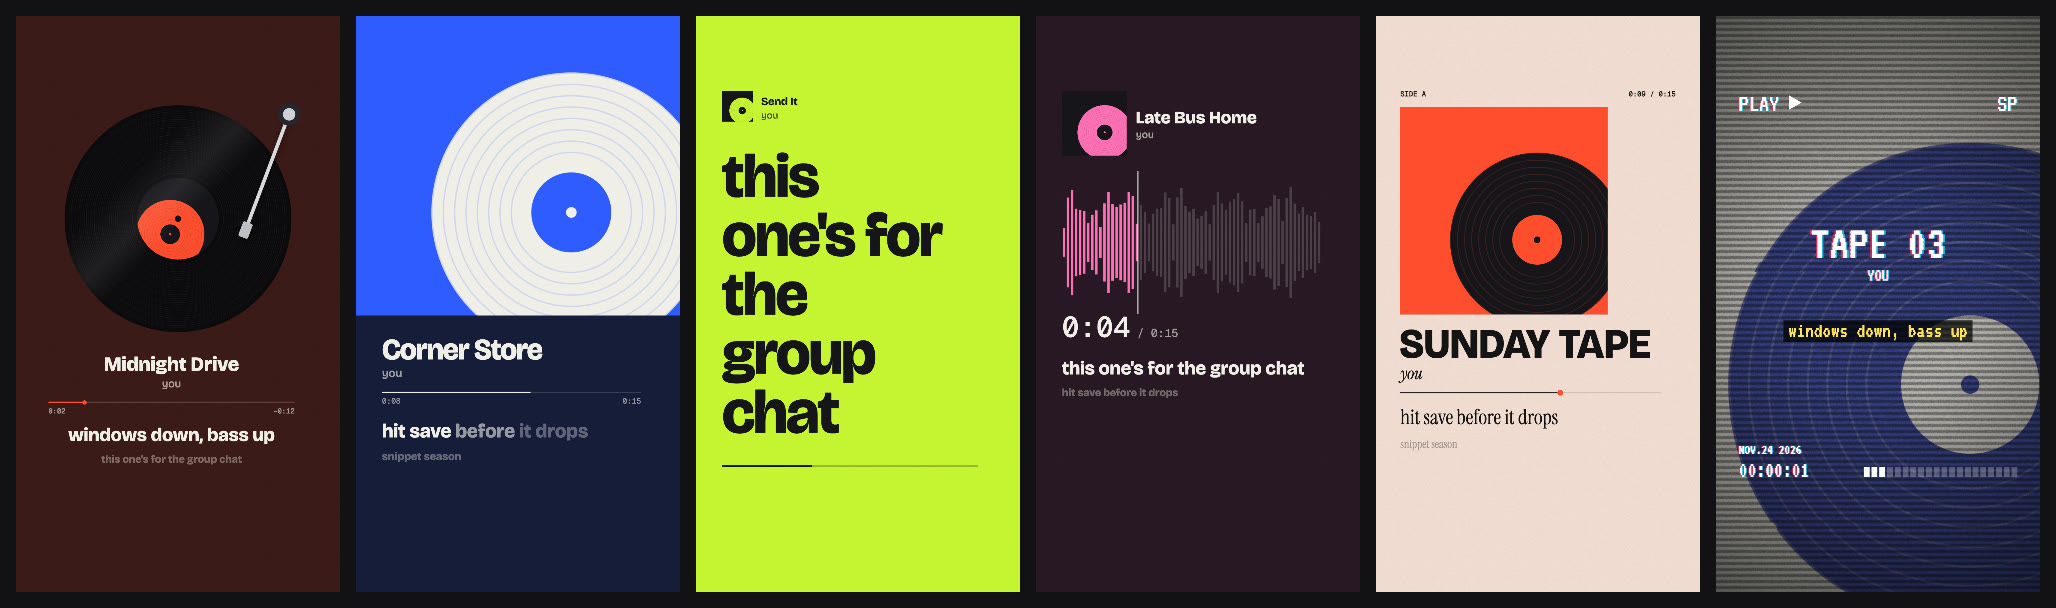 Midnight Drive
you
0:02 -0:12
windows down, bass up
this one's for the group chat
Corner Store
you
0:08 0:15
hit save before it drops
snippet season
Send It
you
this
one's for
the
group
chat
Late Bus Home
you
0:04 / 0:15
this one's for the group chat
hit save before it drops
SIDE A 0:09 / 0:15
SUNDAY TAPE
you
hit save before it drops
snippet season
PLAY SP
TAPE 03
YOU
windows down, bass up
NOV.24 2026
00:00:01